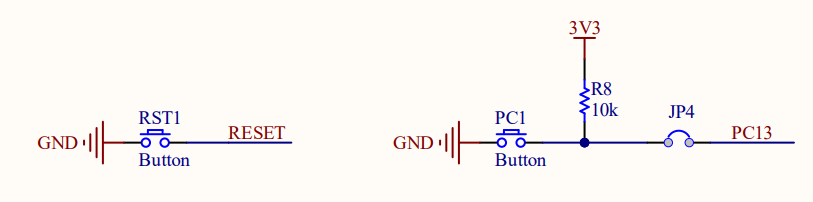 3V3
R8
10k
RST1
PC1
JP4
GND
RESET
GND
PC13
Button
Button